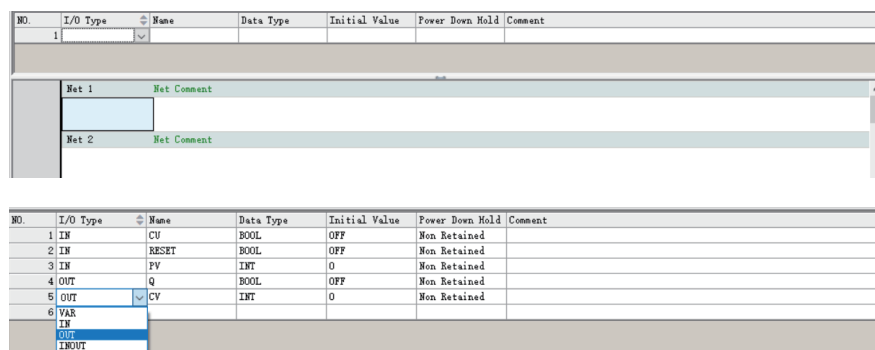 NO. I/O Type Name Data Type Initial Value Power Down Hold Comment
1
Net 1 Net Comment
Net 2 Net Comment
NO. I/O Type Name Data Type Initial Value Power Down Hold Comment
1 IN CU BOOL OFF Non Retained
2 IN RESET BOOL OFF Non Retained
3 IN PV INT 0 Non Retained
4 OUT Q BOOL OFF Non Retained
5 OUT CV INT 0 Non Retained
6
VAR
IN
OUT
INOUT